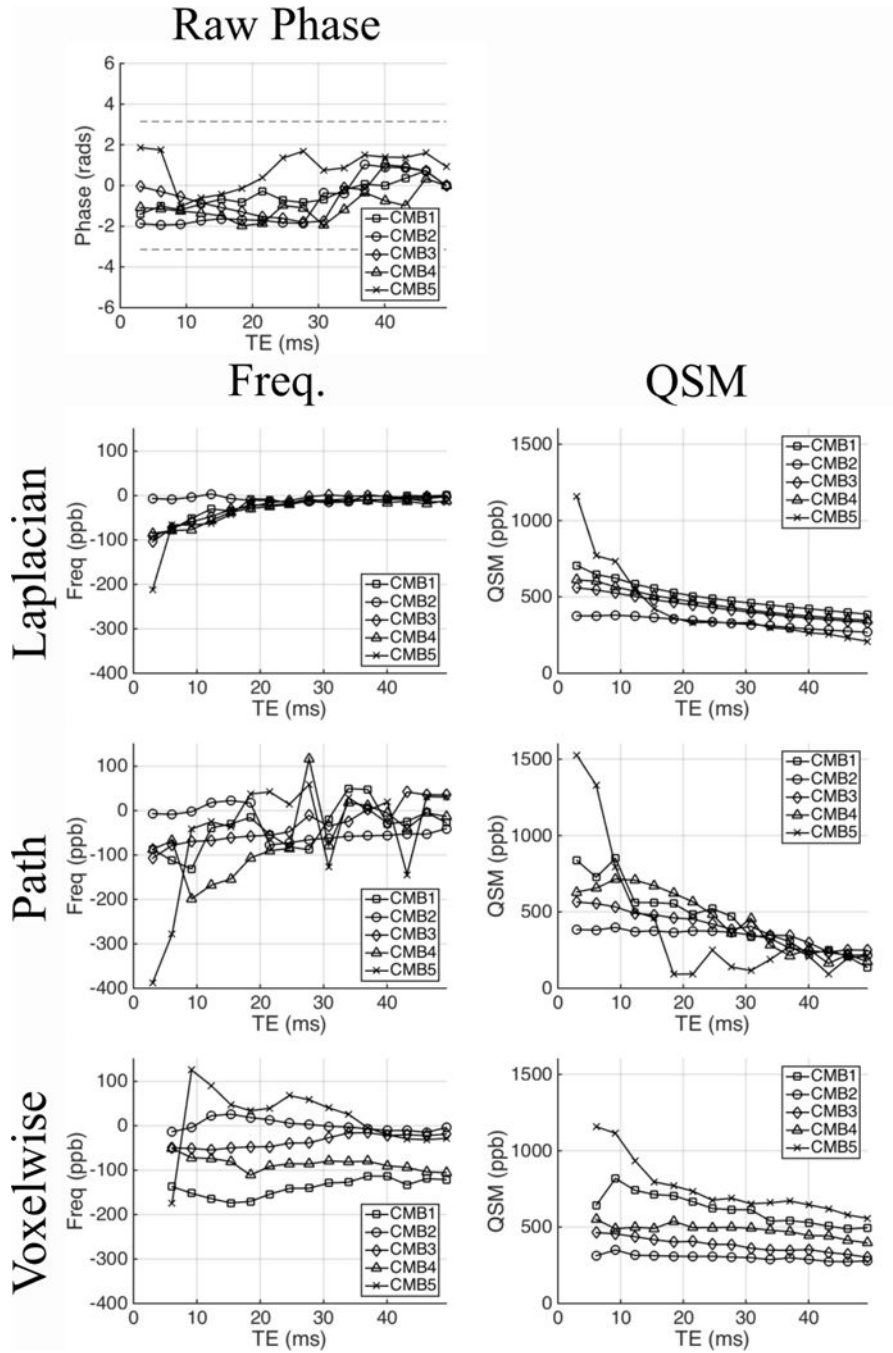 Raw Phase
6
4
2
0
-2
-4
-6
Phase (rads)
CMB1
CMB2
CMB3
CMB4
CMB5
0 10 20 30 40
TE (ms)
Freq. QSM
Laplacian
100
0
-100
-200
-300
-400
Freq (ppb)
CMB1
CMB2
CMB3
CMB4
CMB5
0 10 20 30 40
TE (ms)
1500
1000
500
0
QSM (ppb)
CMB1
CMB2
CMB3
CMB4
CMB5
0 10 20 30 40
TE (ms)
Path
100
0
-100
-200
-300
-400
Freq (ppb)
CMB1
CMB2
CMB3
CMB4
CMB5
0 10 20 30 40
TE (ms)
1500
1000
500
0
QSM (ppb)
CMB1
CMB2
CMB3
CMB4
CMB5
0 10 20 30 40
TE (ms)
Voxelwise
100
0
-100
-200
-300
-400
Freq (ppb)
CMB1
CMB2
CMB3
CMB4
CMB5
0 10 20 30 40
TE (ms)
1500
1000
500
0
QSM (ppb)
CMB1
CMB2
CMB3
CMB4
CMB5
0 10 20 30 40
TE (ms)